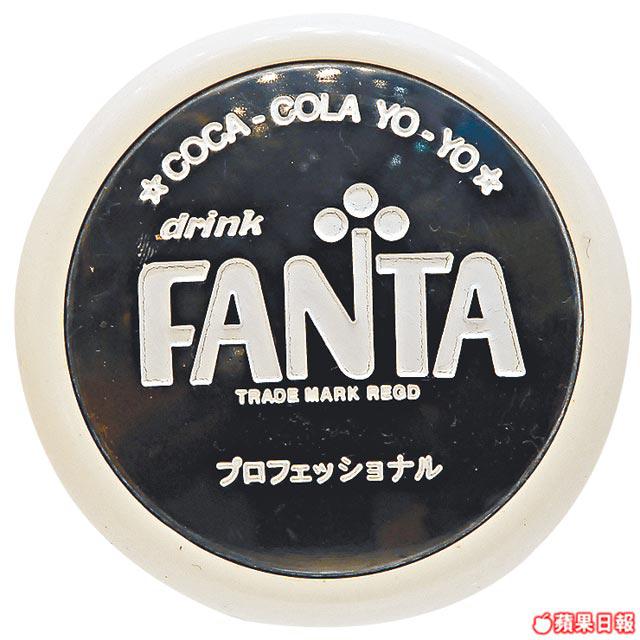 ☆COCA-COLA YO-YO☆
drink
FANTA
TRADE MARK REGD
プロフェッショナル
蘋果日報